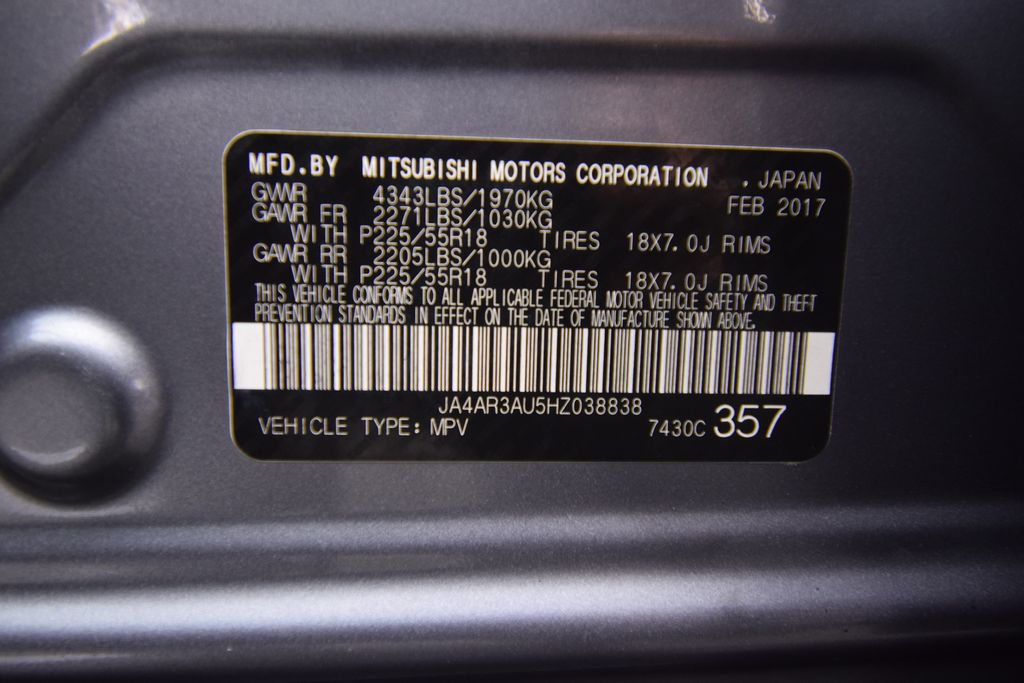 MFD.BY MITSUBISHI MOTORS CORPORATION . JAPAN
GVWR 4343LBS/1970KG FEB 2017
GAWR FR 2271LBS/1030KG
WITH P225/55R18 TIRES 18X7.0J RIMS
GAWR RR 2205LBS/1000KG
WITH P225/55R18 TIRES 18X7.0J RIMS
THIS VEHICLE CONFORMS TO ALL APPLICABLE FEDERAL MOTOR VEHICLE SAFETY AND THEFT
PREVENTION STANDARDS IN EFFECT ON THE DATE OF MANUFACTURE SHOWN ABOVE.
JA4AR3AU5HZ038838
VEHICLE TYPE: MPV 7430C 357